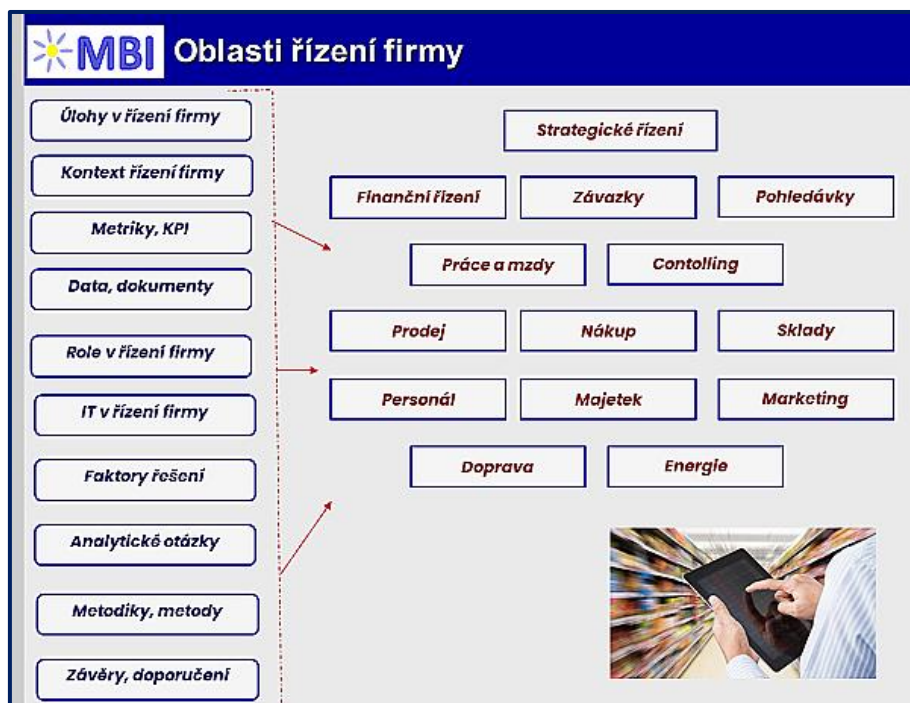 MBI Oblasti řízení firmy
Úlohy v řízení firmy
Kontext řízení firmy
Metriky, KPI
Data, dokumenty
Role v řízení firmy
IT v řízení firmy
Faktory řešení
Analytické otázky
Metodiky, metody
Závěry, doporučení
Strategické řízení
Finanční řízení
Závazky
Pohledávky
Práce a mzdy
Contolling
Prodej
Nákup
Sklady
Personál
Majetek
Marketing
Doprava
Energie